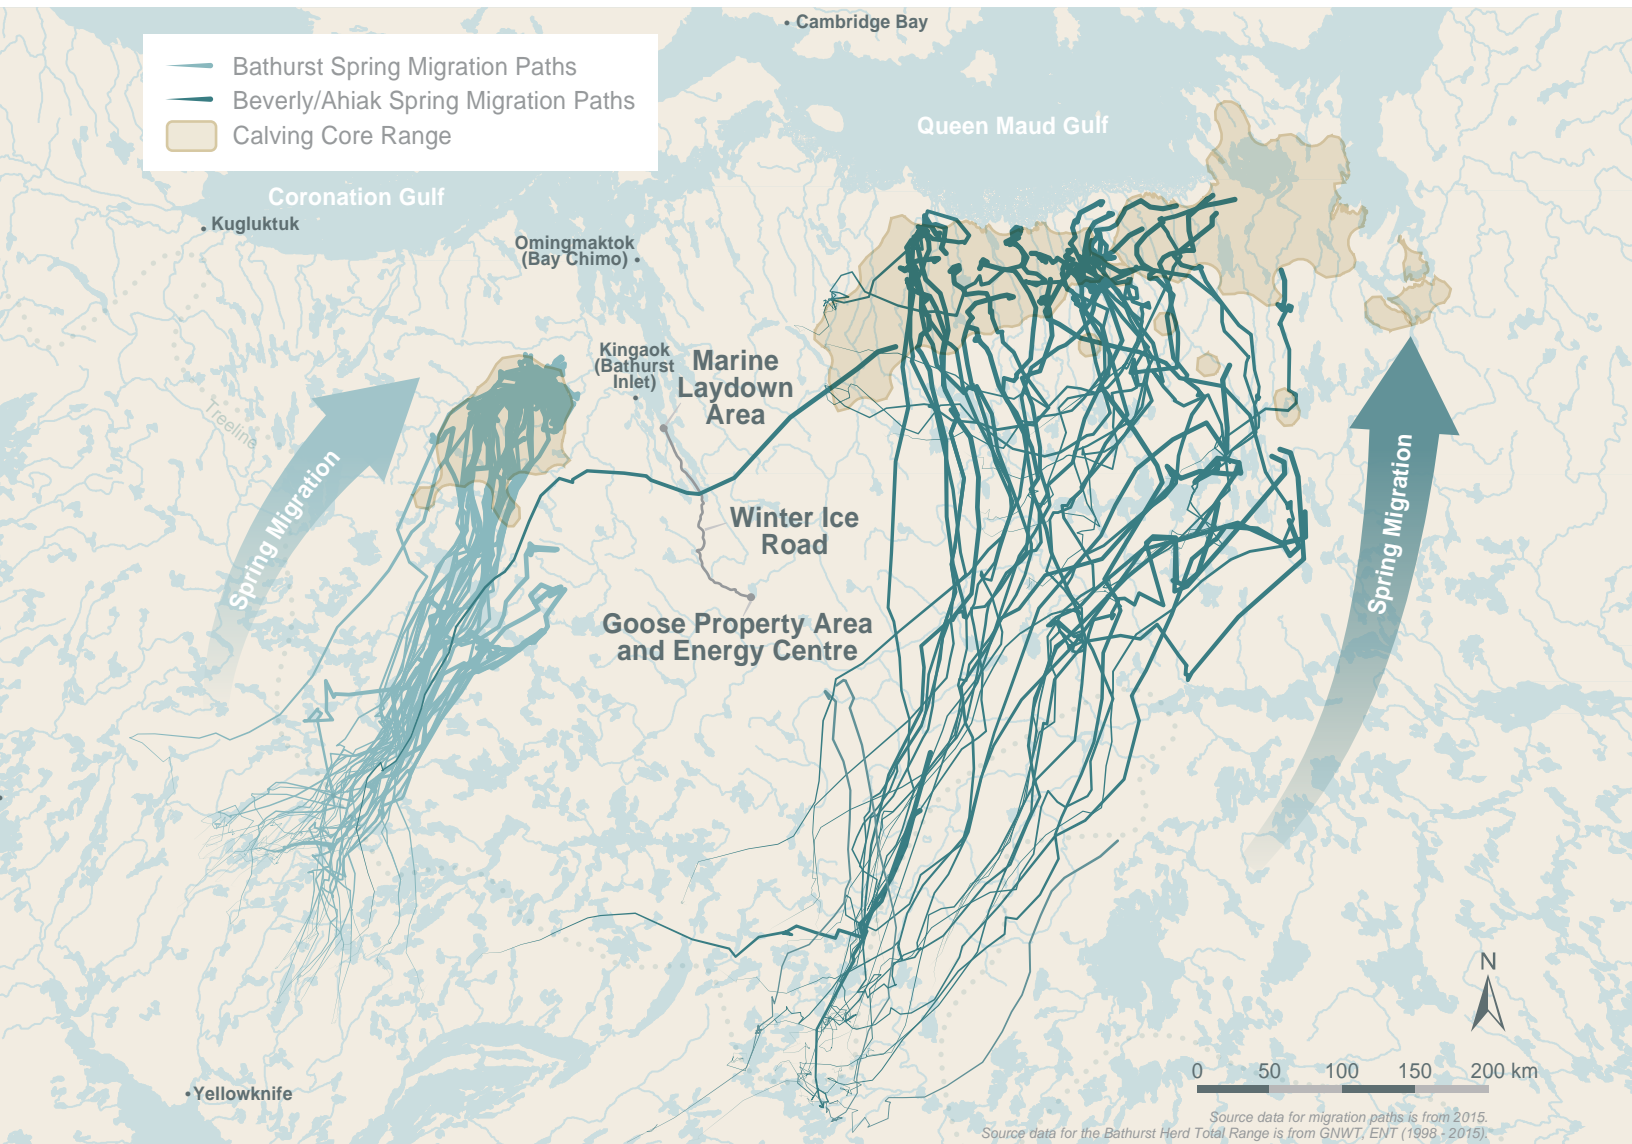 Cambridge Bay
Bathurst Spring Migration Paths
Beverly/Ahiak Spring Migration Paths
Calving Core Range
Queen Maud Gulf
Coronation Gulf
Kugluktuk
Omingmaktok
(Bay Chimo)
Kingaok
(Bathurst
Inlet)
Marine
Laydown
Area
Treeline
Spring Migration
Winter Ice
Road
Spring Migration
Goose Property Area
and Energy Centre
N
0 50 100 150 200 km
Yellowknife
Source data for migration paths is from 2015.
Source data for the Bathurst Herd Total Range is from GNWT, ENT (1998 - 2015).